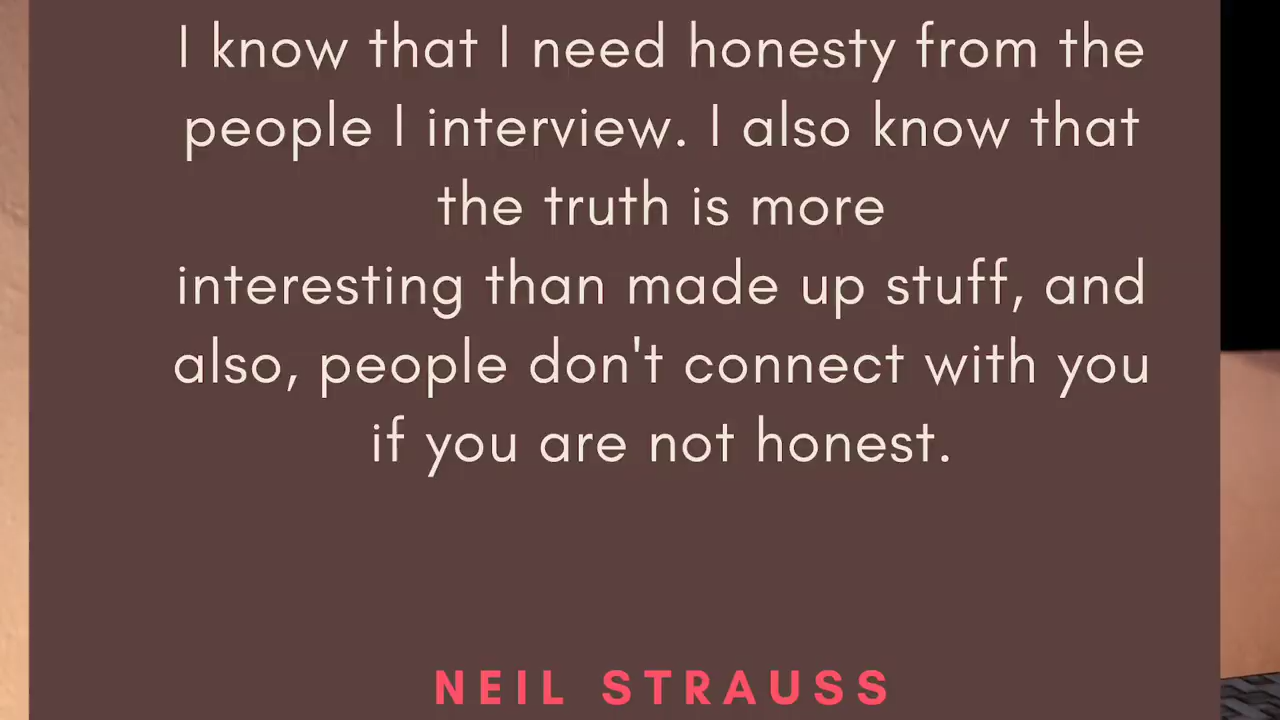 I know that I need honesty from the
people I interview. I also know that
the truth is more
interesting than made up stuff, and
also, people don't connect with you
if you are not honest.
NEIL STRAUSS